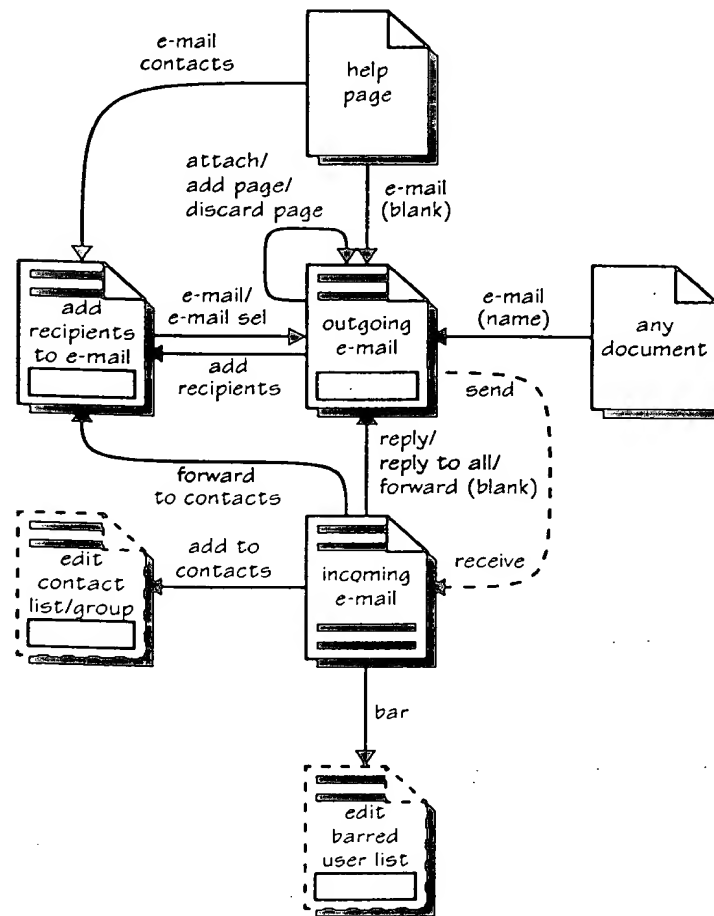 e-mail
contacts
help
page
attach/
add page/
discard page
e-mail
(blank)
add
recipients
to e-mail
e-mail/
e-mail sel
add
recipients
outgoing
e-mail
e-mail
(name)
any
document
send
forward
to contacts
reply/
reply to all/
forward (blank)
edit
contact
list/group
add to
contacts
incoming
e-mail
receive
bar
edit
barred
user list